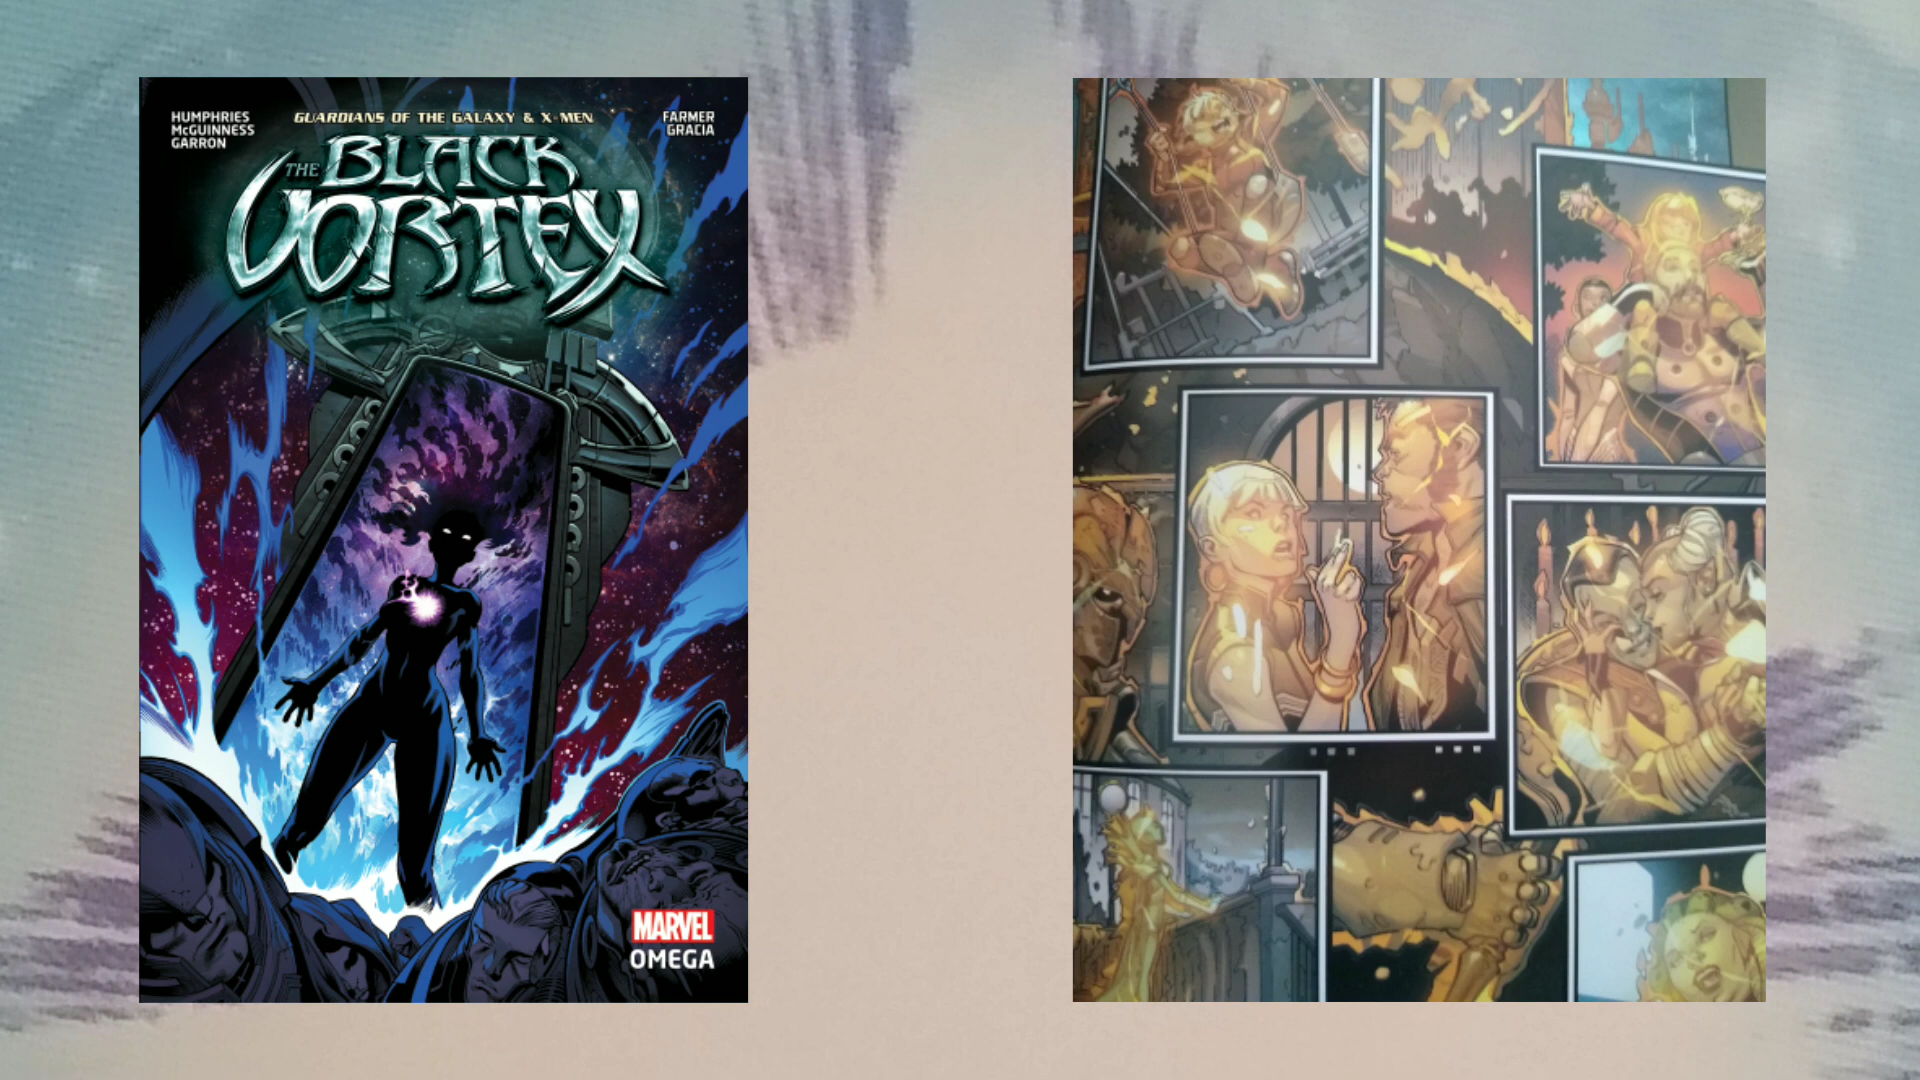 HUMPHRIES
McGUINNESS
GARRON
GUARDIANS OF THE GALAXY & X-MEN
FARMER
GRACIA
THE BLACK
VORTEX
MARVEL
OMEGA